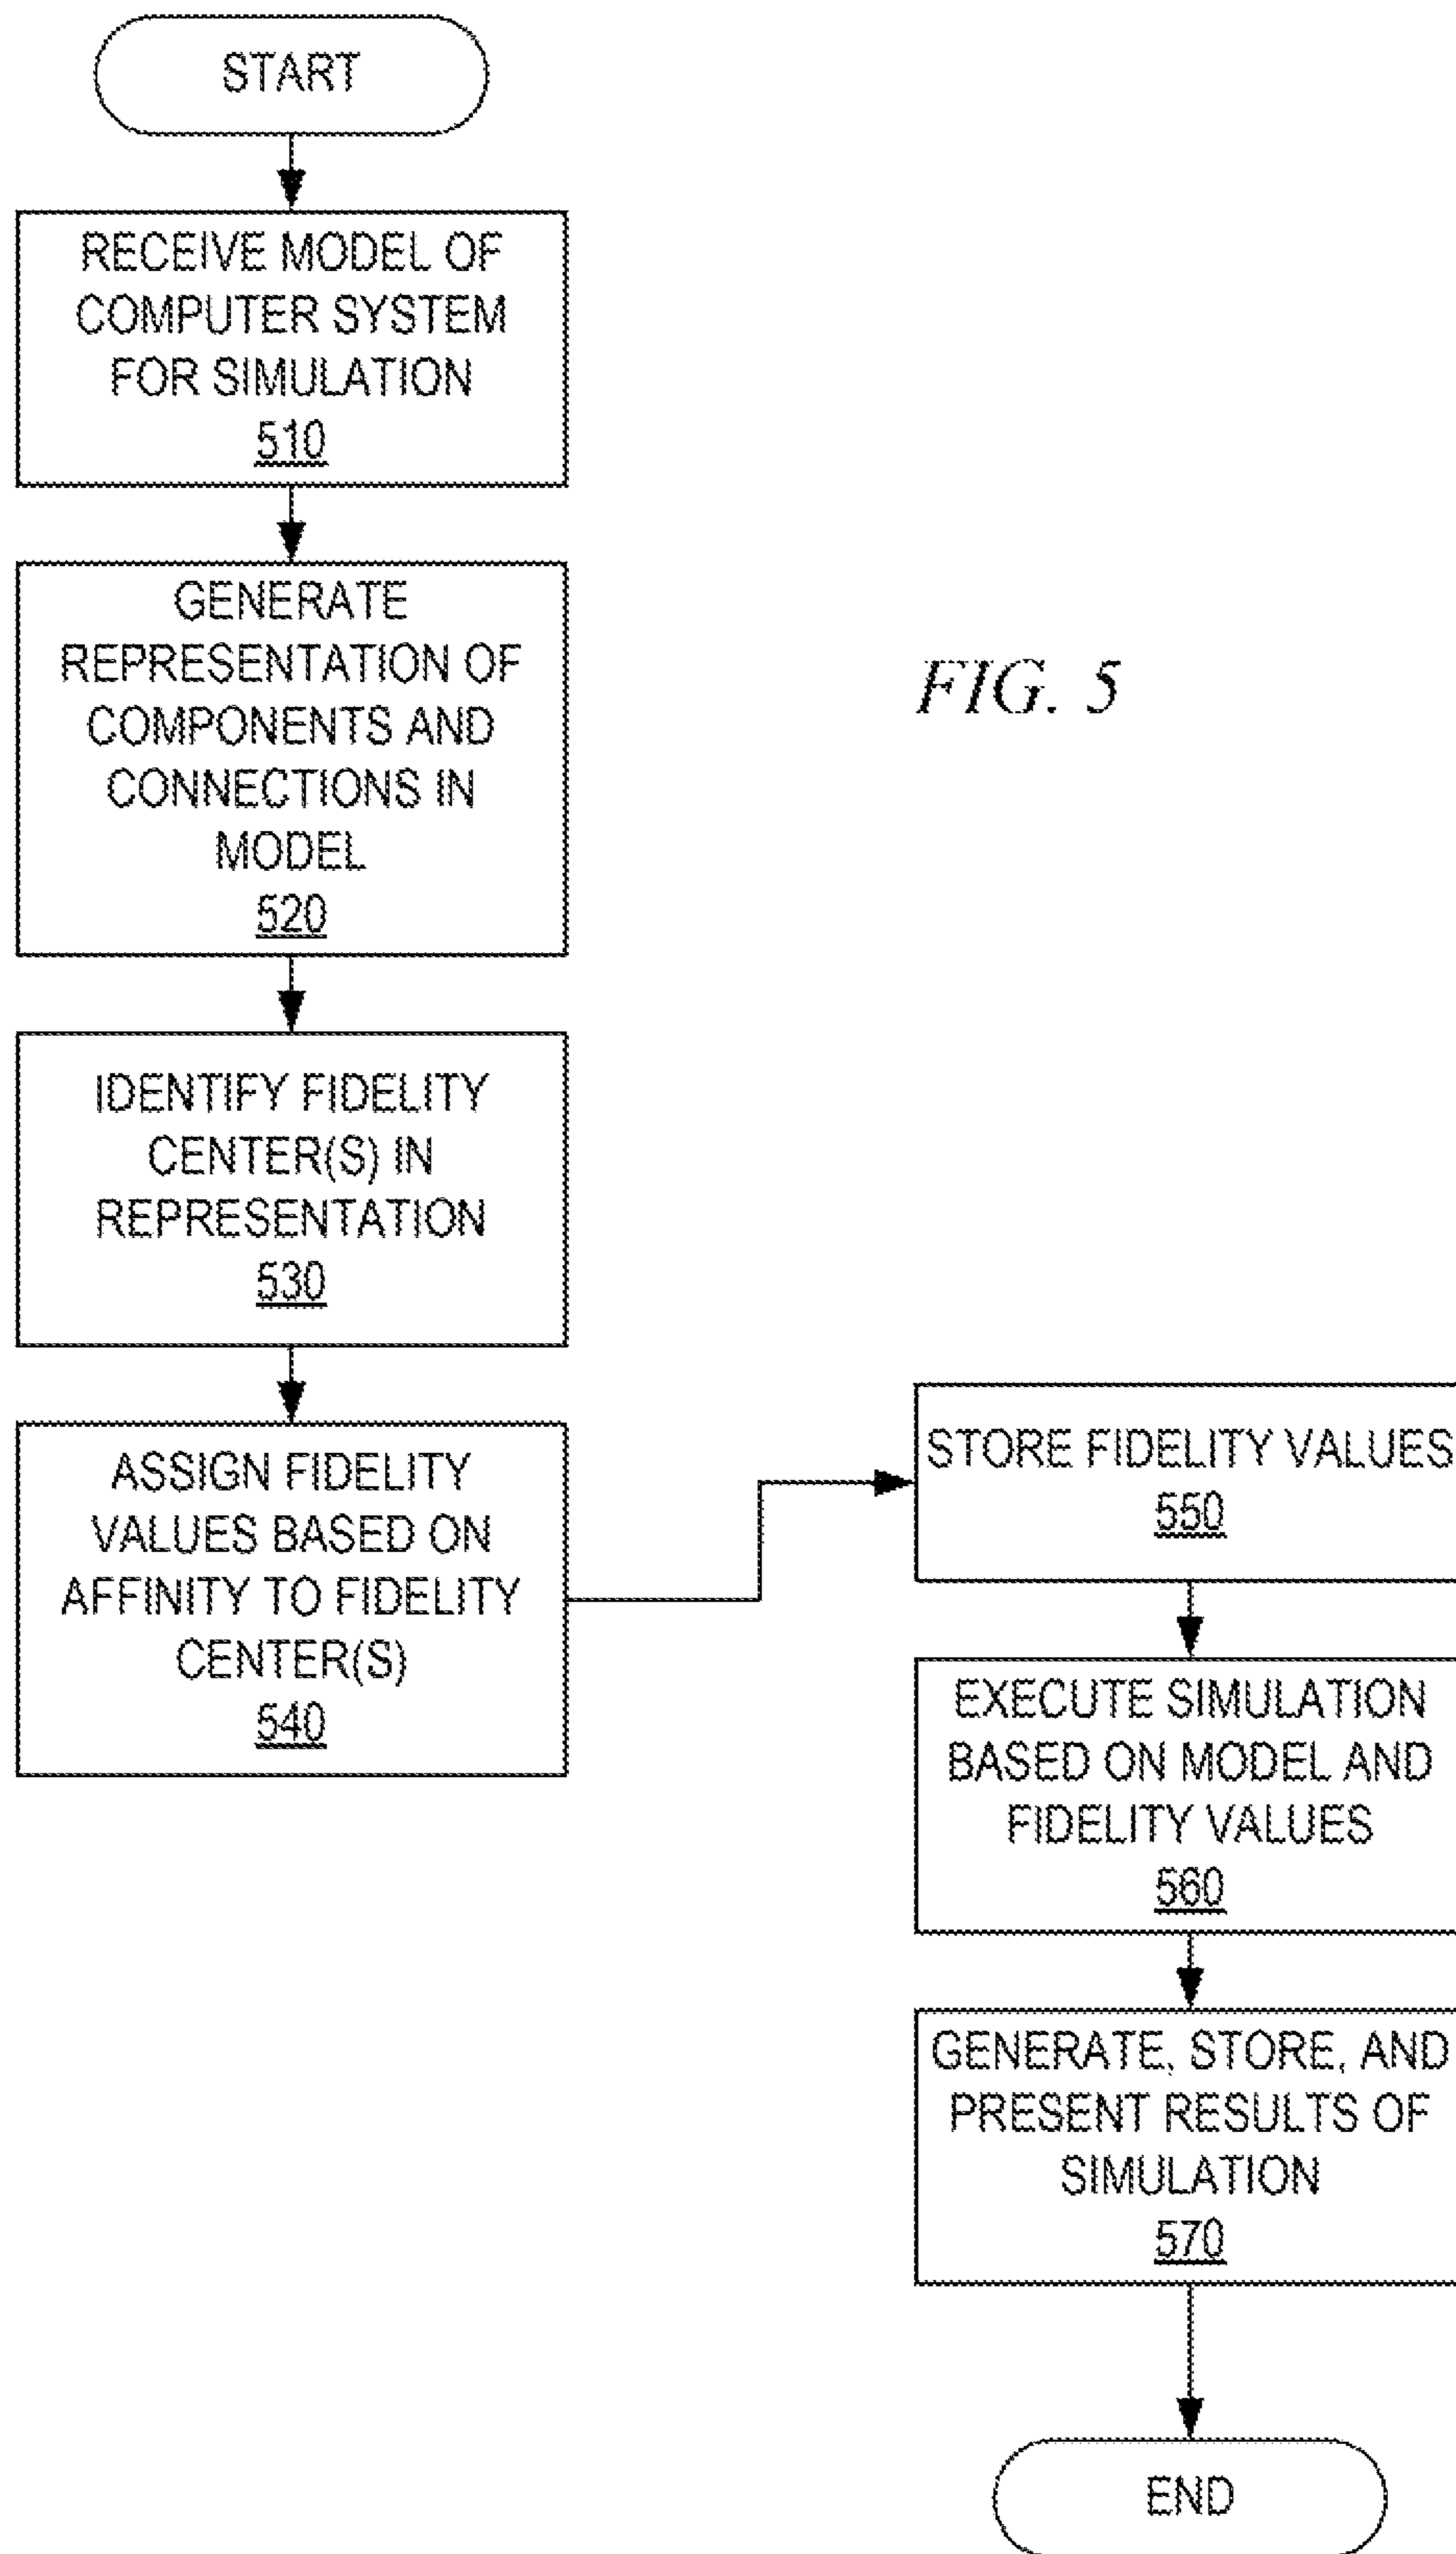 START
RECEIVE MODEL OF
COMPUTER SYSTEM
FOR SIMULATION
510
GENERATE
REPRESENTATION OF
COMPONENTS AND
CONNECTIONS IN
MODEL
520
IDENTIFY FIDELITY
CENTER(S) IN
REPRESENTATION
530
ASSIGN FIDELITY
VALUES BASED ON
AFFINITY TO FIDELITY
CENTER(S)
540
FIG. 5
STORE FIDELITY VALUES
550
EXECUTE SIMULATION
BASED ON MODEL AND
FIDELITY VALUES
560
GENERATE, STORE, AND
PRESENT RESULTS OF
SIMULATION
570
END